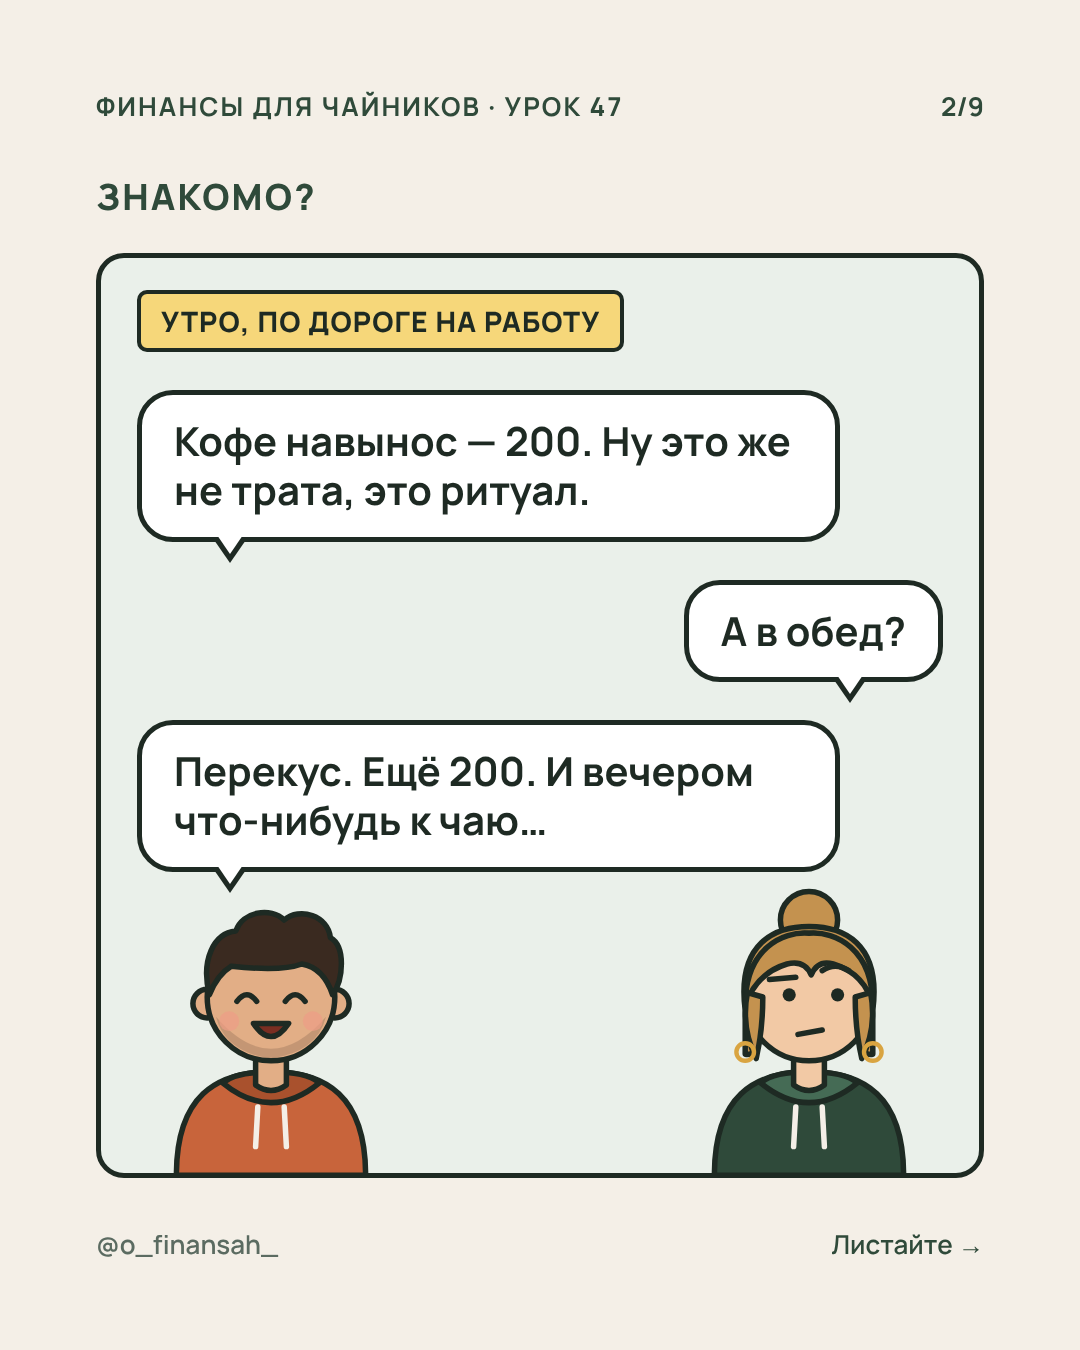 ФИНАНСЫ ДЛЯ ЧАЙНИКОВ · УРОК 47
2/9
ЗНАКОМО?
УТРО, ПО ДОРОГЕ НА РАБОТУ
Кофе навынос — 200. Ну это же
не трата, это ритуал.
А в обед?
Перекус. Ещё 200. И вечером
что-нибудь к чаю...
@o_finansah_
Листайте →